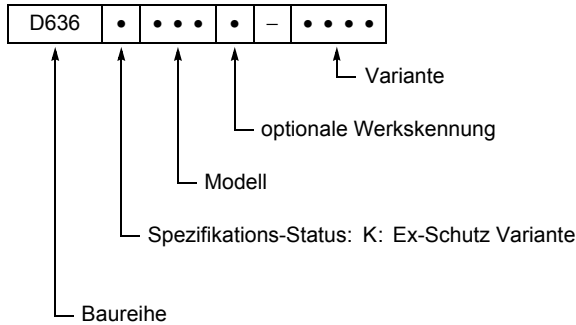 D636 • • • • • – • • • •
Variante
optionale Werkskennung
Modell
Spezifikations-Status: K: Ex-Schutz Variante
Baureihe